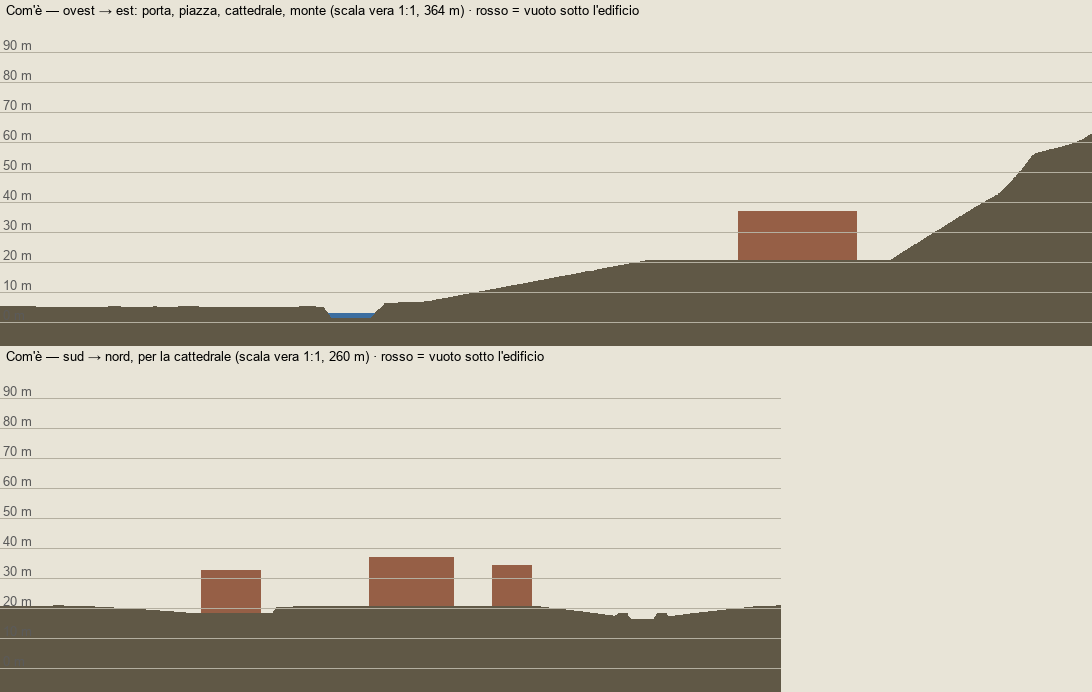 Com'è — ovest → est: porta, piazza, cattedrale, monte (scala vera 1:1, 364 m) · rosso = vuoto sotto l'edificio
90 m
80 m
70 m
60 m
50 m
40 m
30 m
20 m
10 m
Com'è — sud → nord, per la cattedrale (scala vera 1:1, 260 m) · rosso = vuoto sotto l'edificio
90 m
80 m
70 m
60 m
50 m
40 m
30 m
20 m